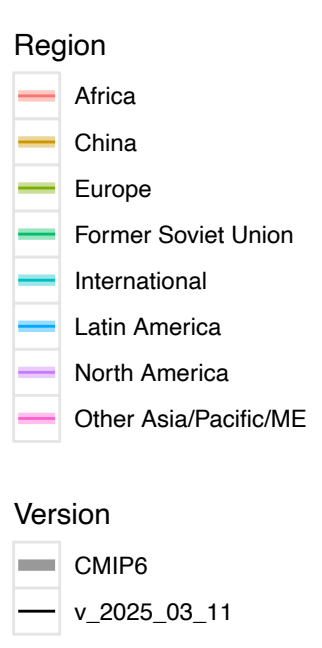 Region
Africa
China
Europe
Former Soviet Union
International
Latin America
North America
Other Asia/Pacific/ME
Version
CMIP6
v_2025_03_11